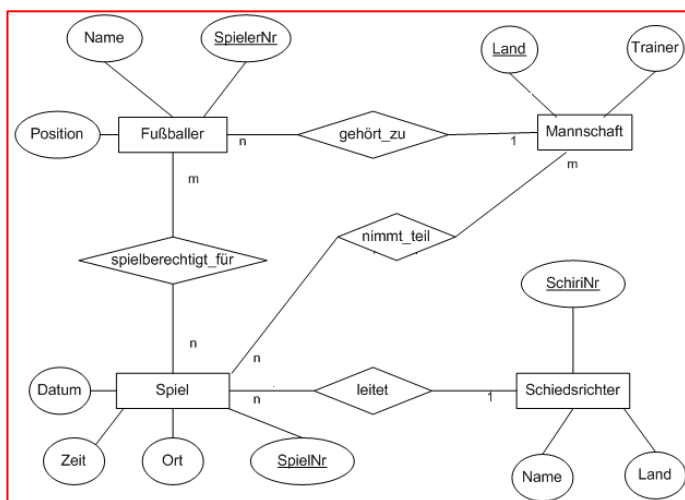 Name
SpielerNr
Land
Trainer
Position
Fußballer
n
gehört_zu
1
Mannschaft
m
m
nimmt_teil
spielberechtigt_für
SchiriNr
n
n
Datum
Spiel
n
leitet
1
Schiedsrichter
Zeit
Ort
SpielNr
Name
Land